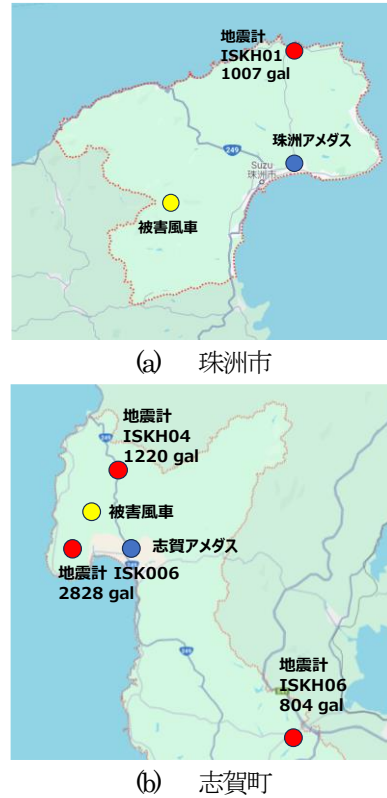 地震計
ISKH01
1007 gal
珠洲アメダス
249
Suzu
珠洲市
被害風車
(a) 珠洲市
249
地震計
ISKH04
1220 gal
被害風車
志賀アメダス
地震計 ISK006
2828 gal
249
地震計
ISKH06
804 gal
(b) 志賀町